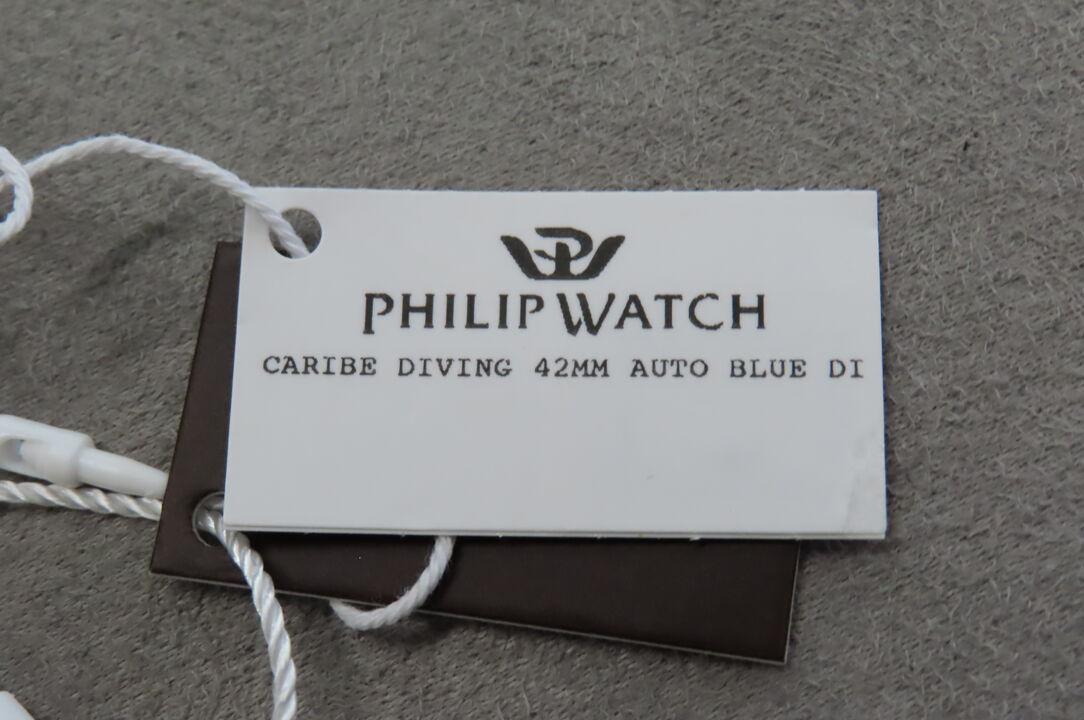 PHILIP WATCH
CARIBE DIVING 42MM AUTO BLUE DI